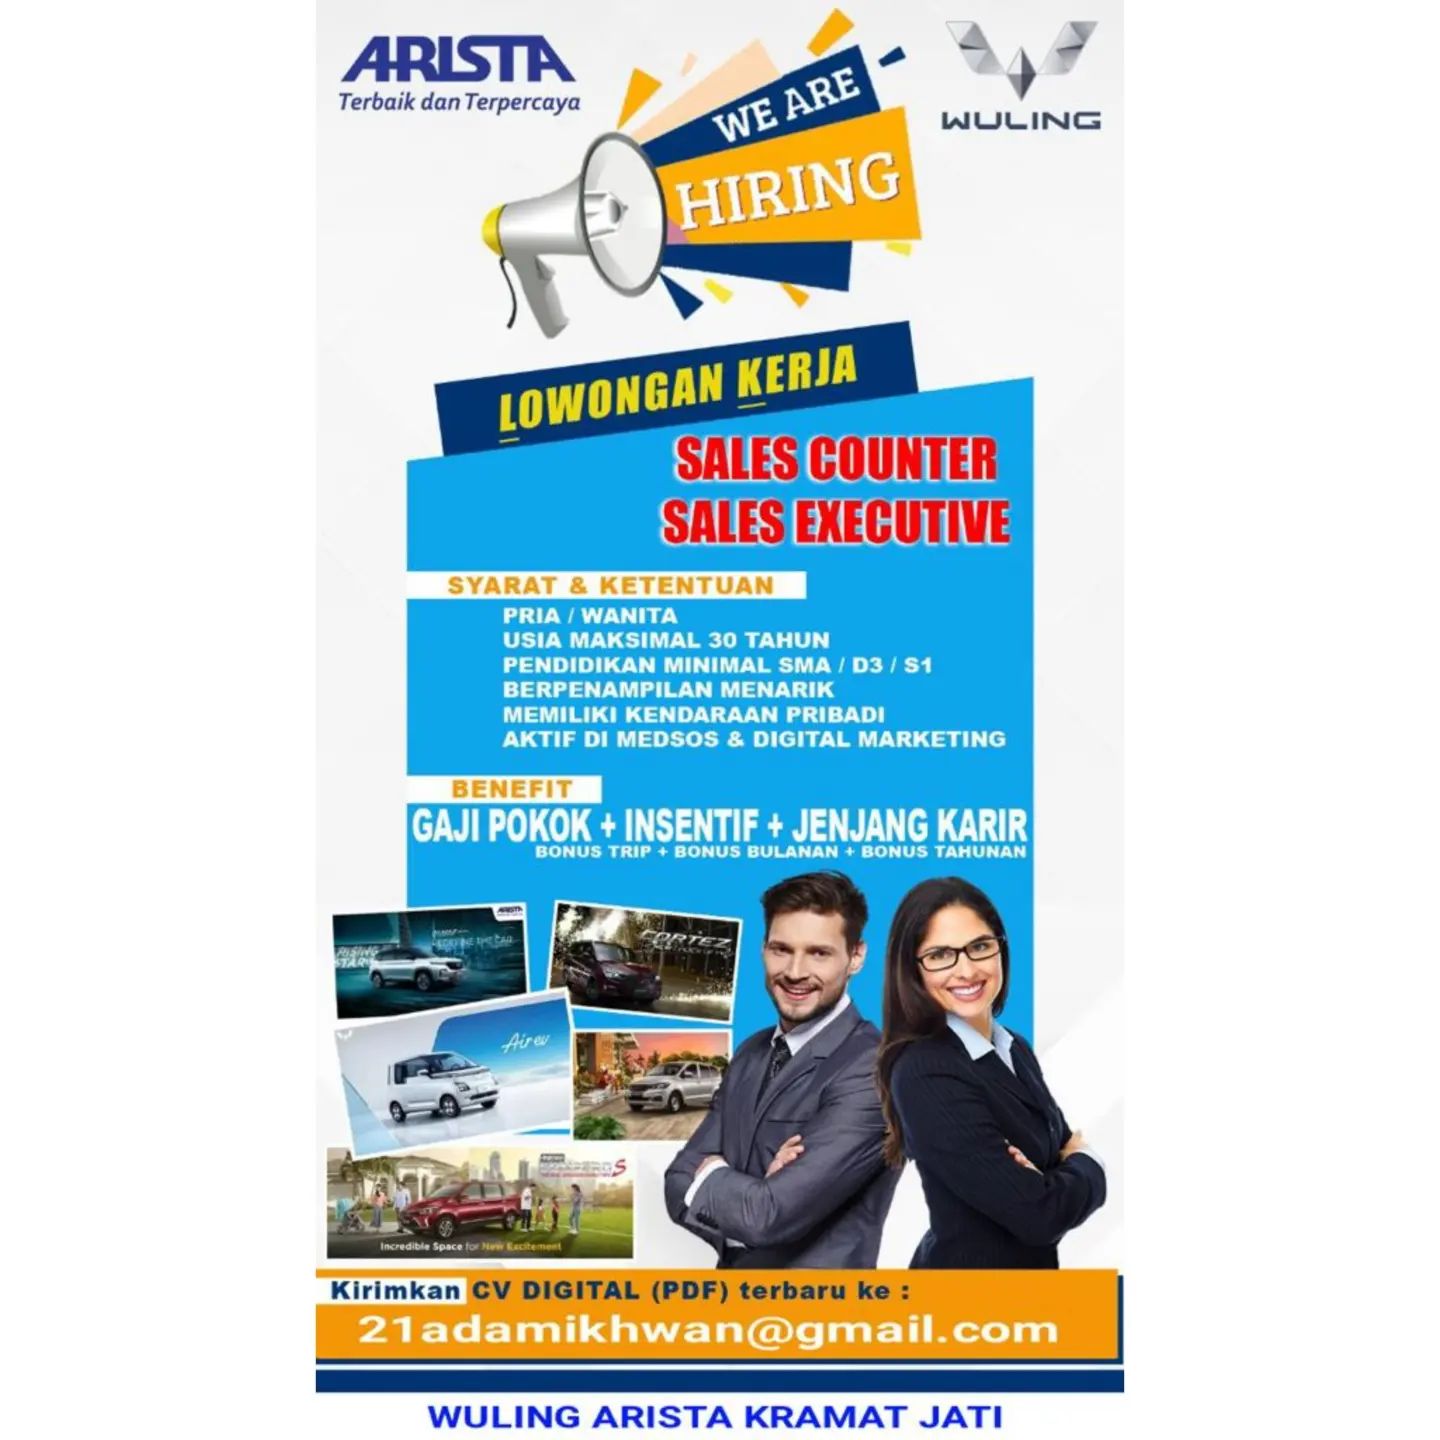 ARISTA
Terbaik dan Terpercaya
WE ARE
HIRING
WULING
LOWONGAN KERJA
SALES COUNTER
SALES EXECUTIVE
SYARAT & KETENTUAN
PRIA / WANITA
USIA MAKSIMAL 30 TAHUN
PENDIDIKAN MINIMAL SMA / D3 / S1
BERPENAMPILAN MENARIK
MEMILIKI KENDARAAN PRIBADI
AKTIF DI MEDSOS & DIGITAL MARKETING
BENEFIT
GAJI POKOK + INSENTIF + JENJANG KARIR
BONUS TRIP + BONUS BULANAN + BONUS TAHUNAN
ARISTA
RISING
STAR
CORTEZ
Air ev
S
Incredible Space for New Excitement
Kirimkan CV DIGITAL (PDF) terbaru ke :
21adamikhwan@gmail.com
WULING ARISTA KRAMAT JATI